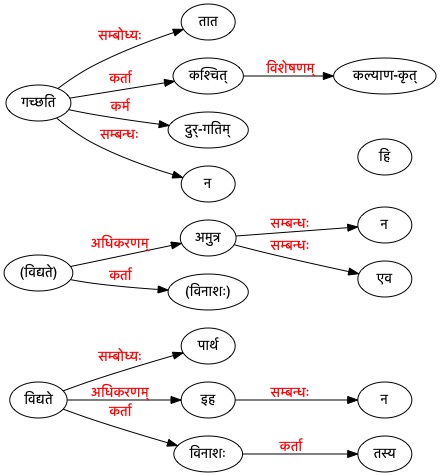 तात
सम्बोध्यः
कर्ता
कश्चित्
विशेषणम्
कल्याण-कृत्
गच्छति
कर्म
दुर्-गतिम्
सम्बन्धः
हि
न
अमुत्र
सम्बन्धः
न
अधिकरणम्
सम्बन्धः
(विद्यते)
कर्ता
एव
(विनाशः)
पार्थ
सम्बोध्यः
विद्यते
अधिकरणम्
इह
सम्बन्धः
न
कर्ता
विनाशः
कर्ता
तस्य